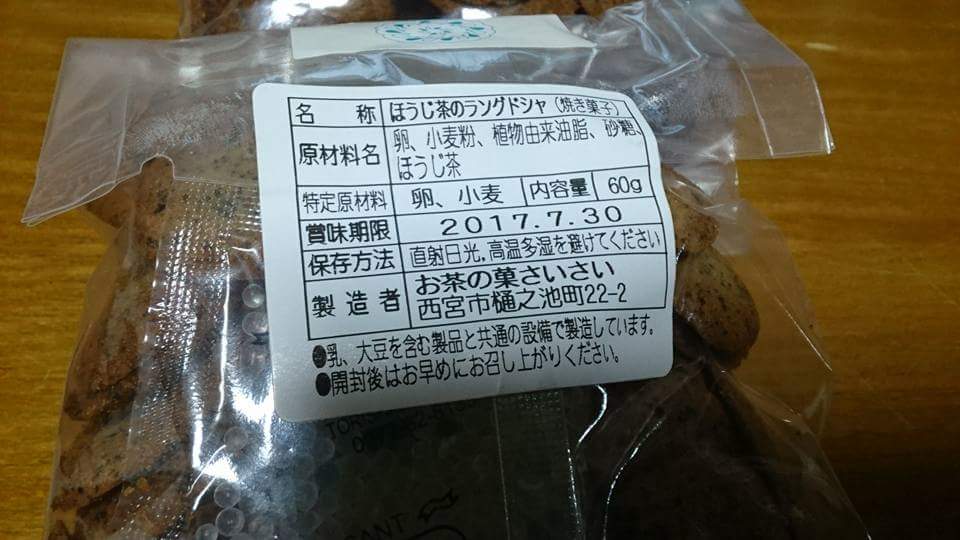 名称 ほうじ茶のラングドシャ（焼き菓子）
原材料名 卵、小麦粉、植物由来油脂、砂糖、
ほうじ茶
特定原材料 卵、小麦 内容量 60g
賞味期限 2017.7.30
保存方法 直射日光.高温多湿を避けてください
製造者 お茶の菓さいさい
西宮市樋之池町22-2
●乳、大豆を含む製品と共通の設備で製造しています。
●開封後はお早めにお召し上がりください。